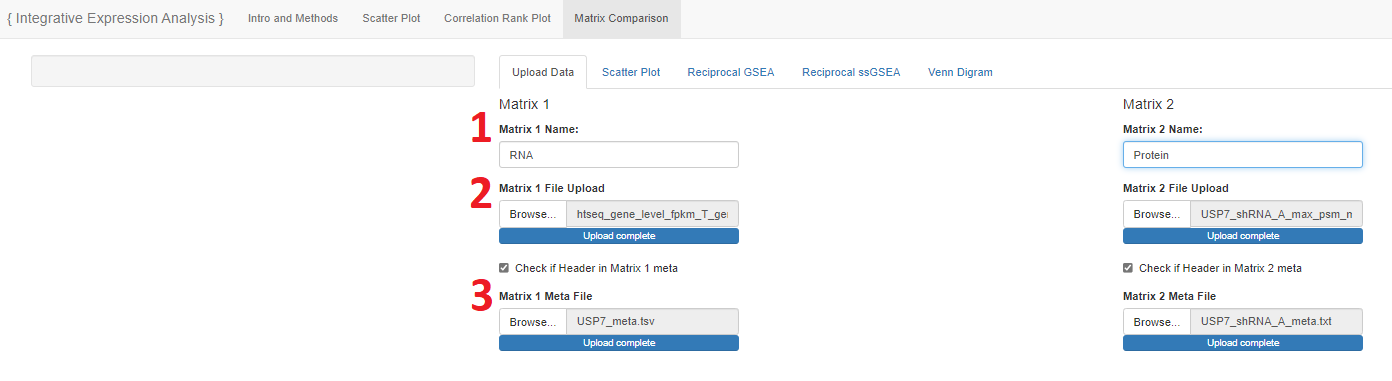 { Integrative Expression Analysis } Intro and Methods Scatter Plot Correlation Rank Plot Matrix Comparison
Upload Data Scatter Plot Reciprocal GSEA Reciprocal ssGSEA Venn Digram
Matrix 1 Matrix 2
1 Matrix 1 Name: Matrix 2 Name:
RNA Protein
2 Matrix 1 File Upload Matrix 2 File Upload
Browse... htseq_gene_level_fpkm_T_ge Browse... USP7_shRNA_A_max_psm_
Upload complete Upload complete
Check if Header in Matrix 1 meta Check if Header in Matrix 2 meta
3 Matrix 1 Meta File Matrix 2 Meta File
Browse... USP7_meta.tsv Browse... USP7_shRNA_A_meta.txt
Upload complete Upload complete